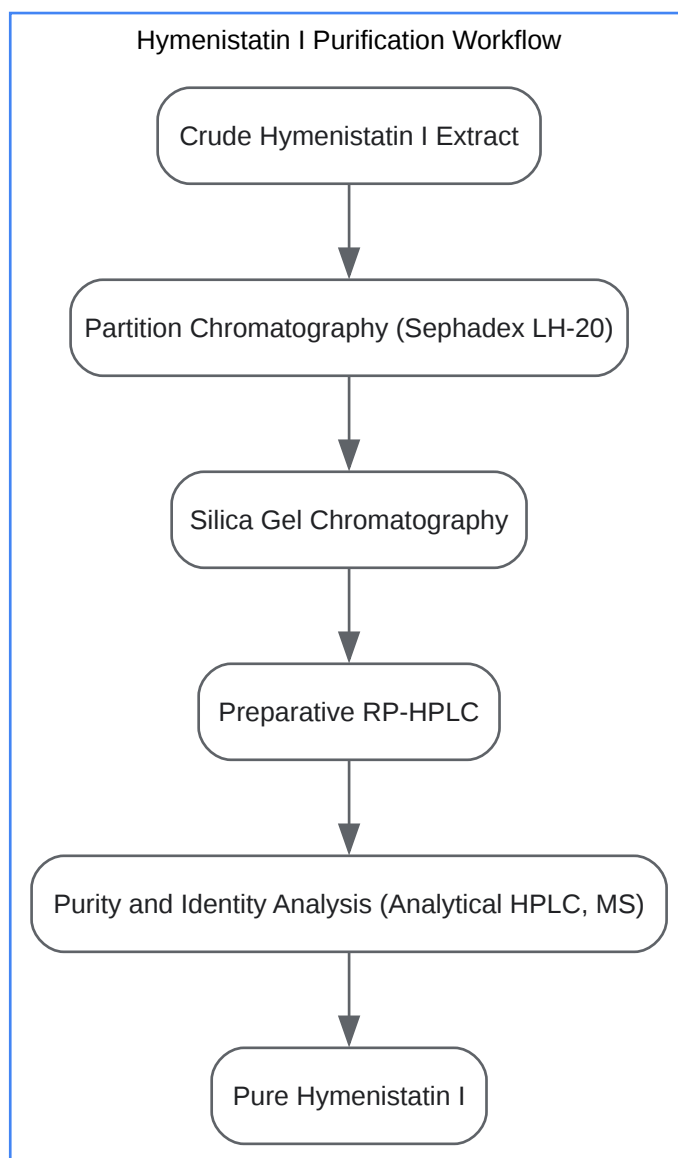 Hymenistatin I Purification Workflow
Crude Hymenistatin I Extract
Partition Chromatography (Sephadex LH-20)
Silica Gel Chromatography
Preparative RP-HPLC
Purity and Identity Analysis (Analytical HPLC, MS)
Pure Hymenistatin I